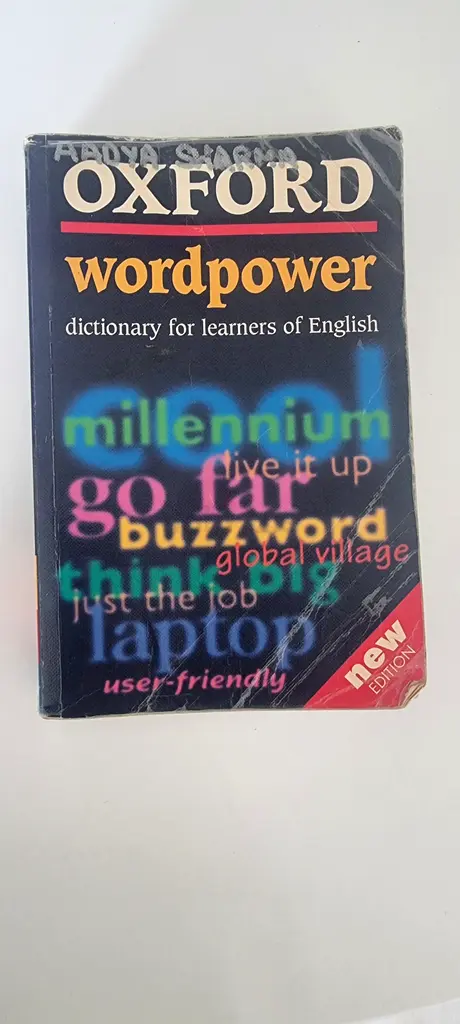 AADYA SHARMA
OXFORD
wordpower
dictionary for learners of English
cool
millennium
live it up
go far
buzzword
global village
think big
just the job
laptop
new
EDITION
user-friendly